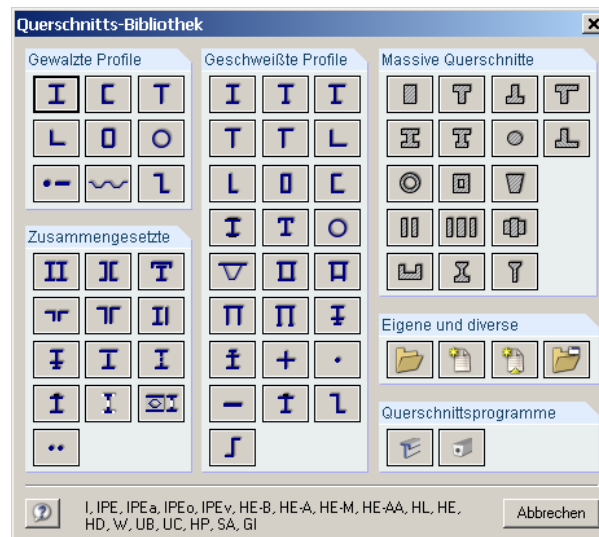 Querschnitts-Bibliothek
Gewalzte Profile
Geschweißte Profile
Massive Querschnitte
Zusammengesetzte
Eigene und diverse
Querschnittsprogramme
I, IPE, IPEa, IPEo, IPEv, HE-B, HE-A, HE-M, HE-AA, HL, HE,
HD, W, UB, UC, HP, SA, GI
Abbrechen